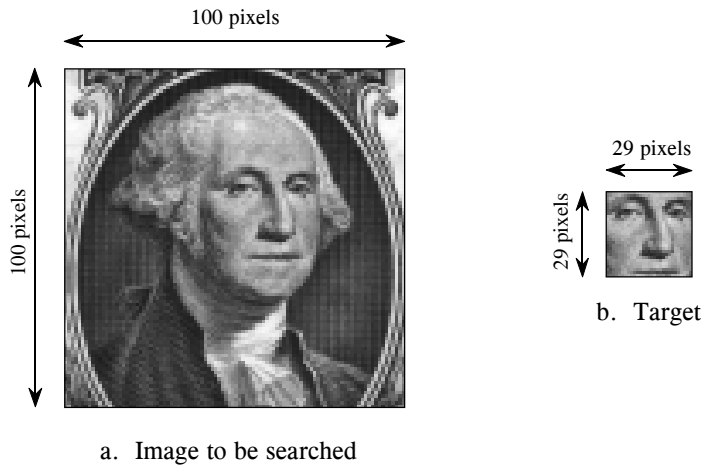 100 pixels
100 pixels
29 pixels
29 pixels
b. Target
a. Image to be searched